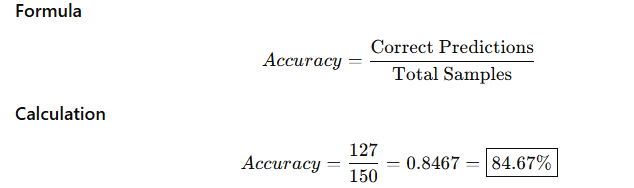 Formula
Accuracy = Correct Predictions / Total Samples
Calculation
Accuracy = 127 / 150 = 0.8467 = 84.67%